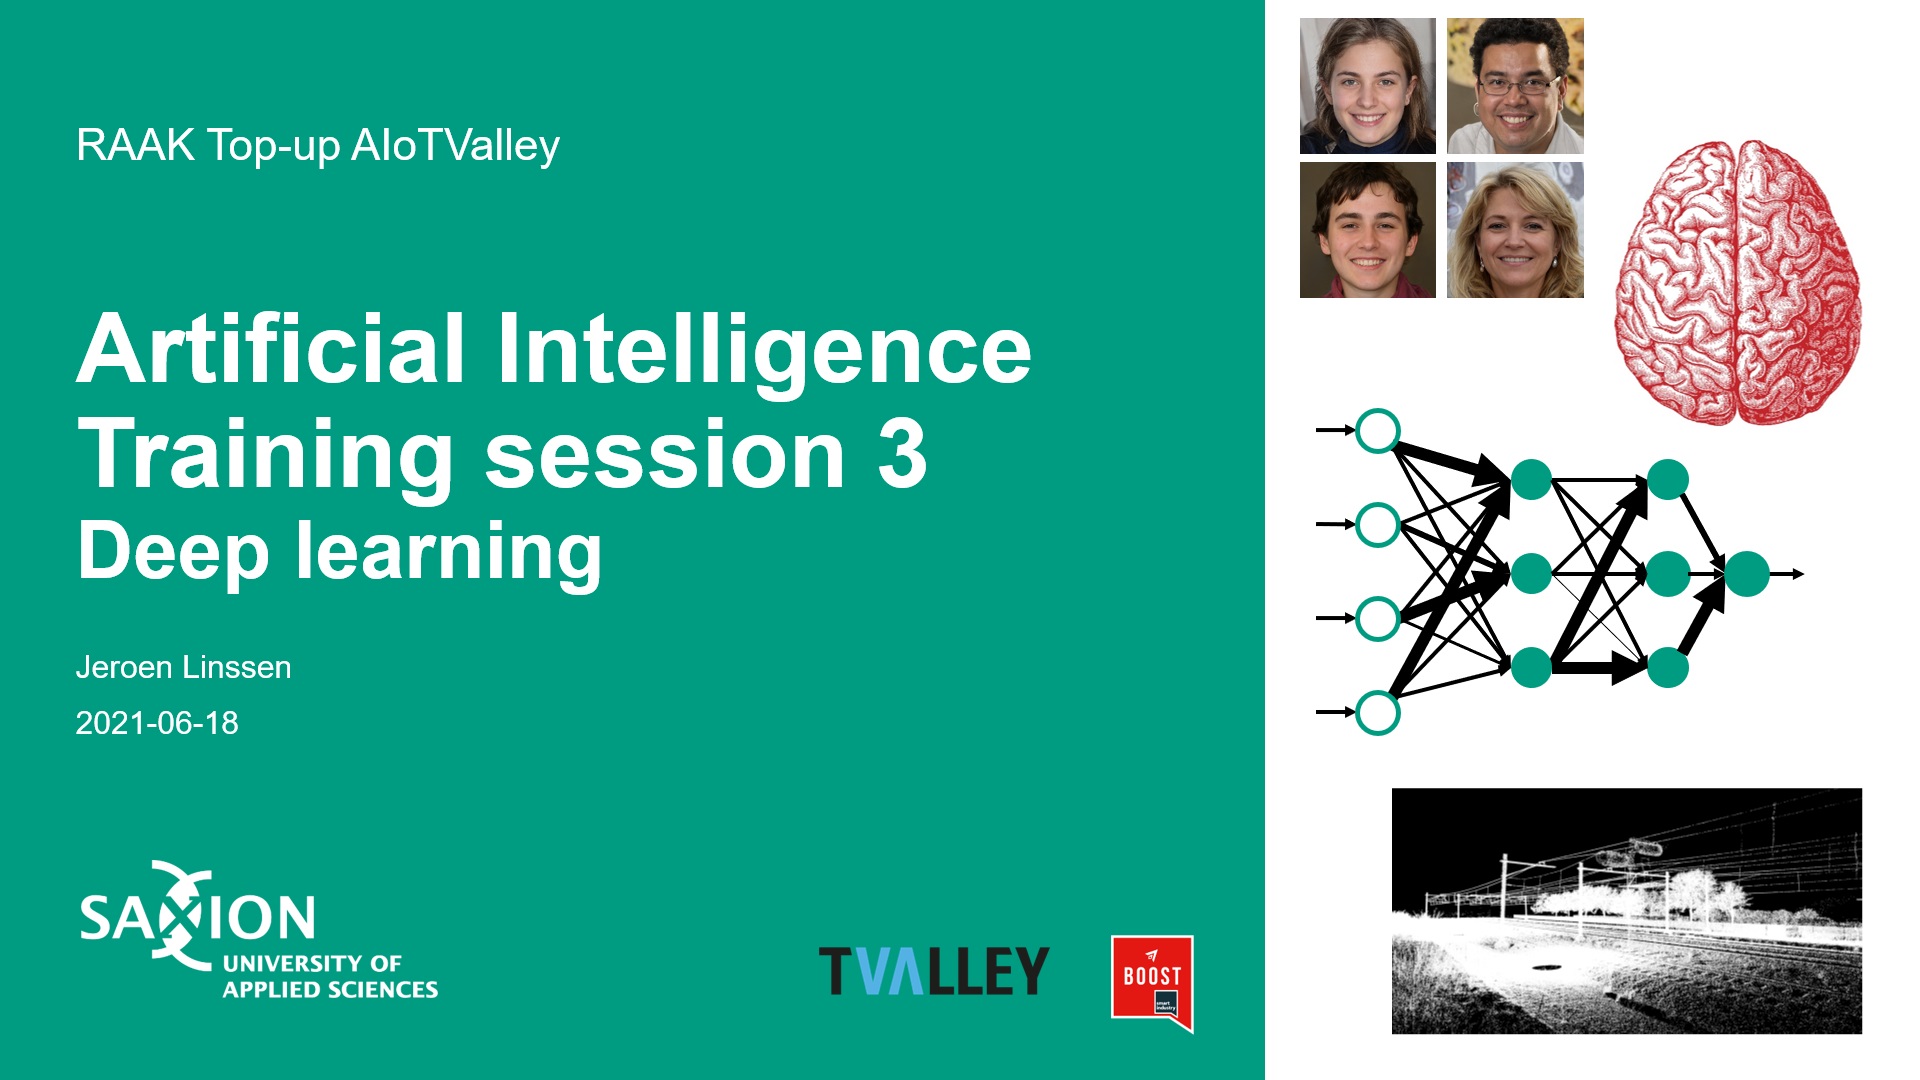 RAAK Top-up AIoTValley
Artificial Intelligence
Training session 3
Deep learning
Jeroen Linssen
2021-06-18
SAXION
UNIVERSITY OF
APPLIED SCIENCES
TVALLEY
BOOST
smart
industry